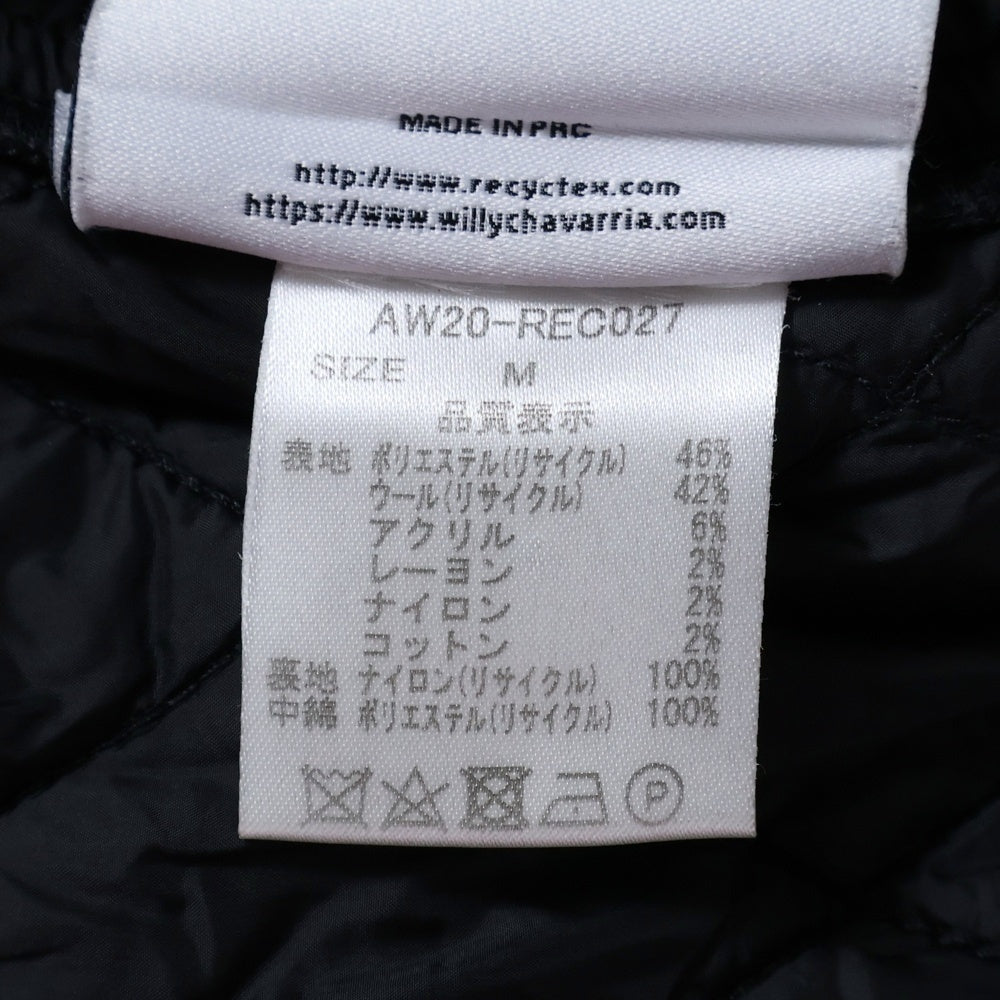 MADE IN PRC
http://www.recyctex.com
https://www.willychavarria.com
AW20-REC027
SIZE M
品質表示
表地 ポリエステル(リサイクル) 46%
ウール(リサイクル) 42%
アクリル 6%
レーヨン 2%
ナイロン 2%
コットン 2%
裏地 ナイロン(リサイクル) 100%
中綿 ポリエステル(リサイクル) 100%
P